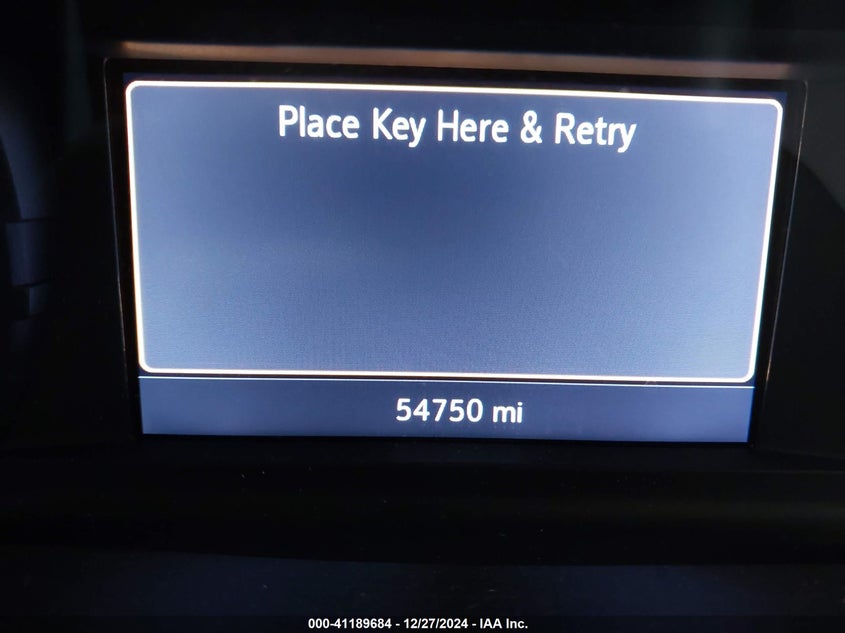 Place Key Here & Retry
54750 mi
000-41189684 - 12/27/2024 - IAA Inc.